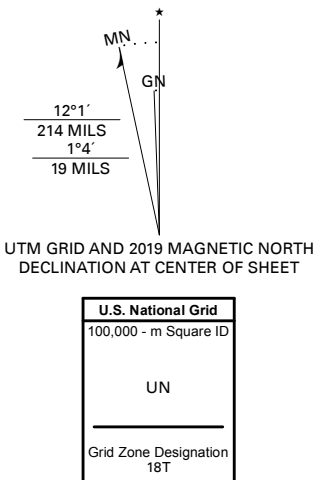 ★
MN
GN
12°1´
214 MILS
1°4´
19 MILS
UTM GRID AND 2019 MAGNETIC NORTH
DECLINATION AT CENTER OF SHEET
U.S. National Grid
100,000 - m Square ID
UN
Grid Zone Designation
18T